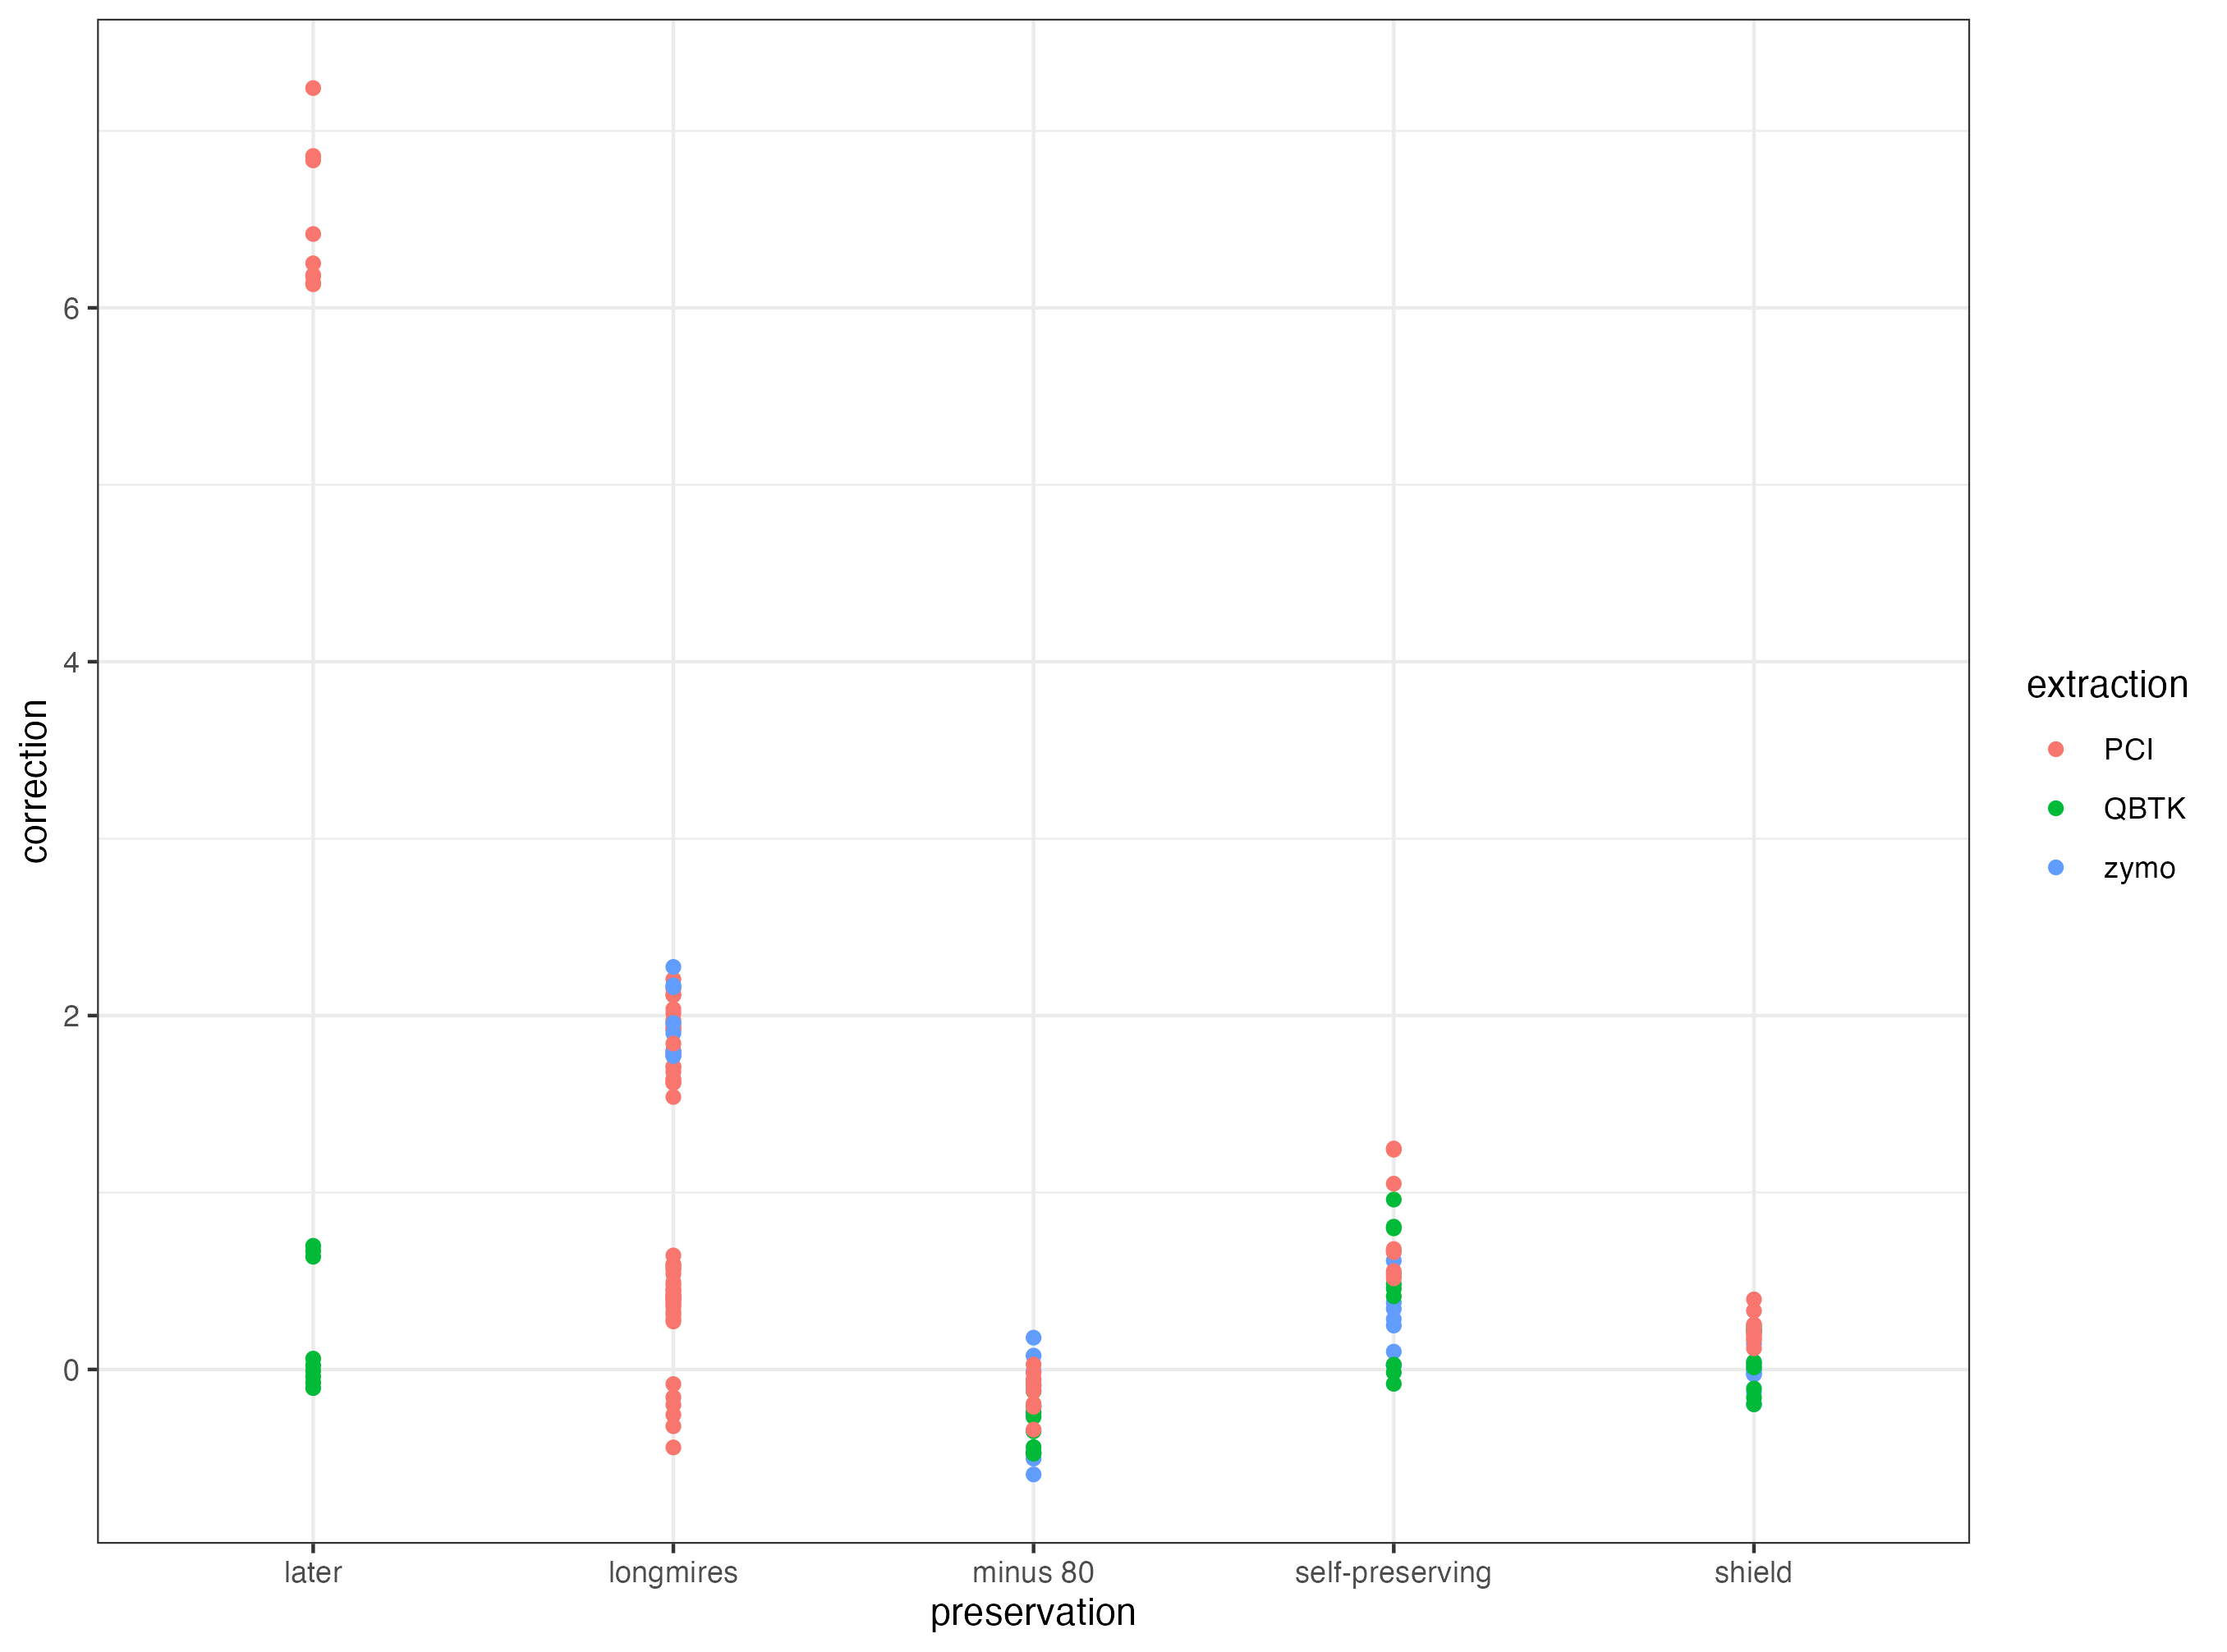 correction
6
4
2
0
later
longmires
minus 80
self-preserving
shield
preservation
extraction
PCI
QBTK
zymo